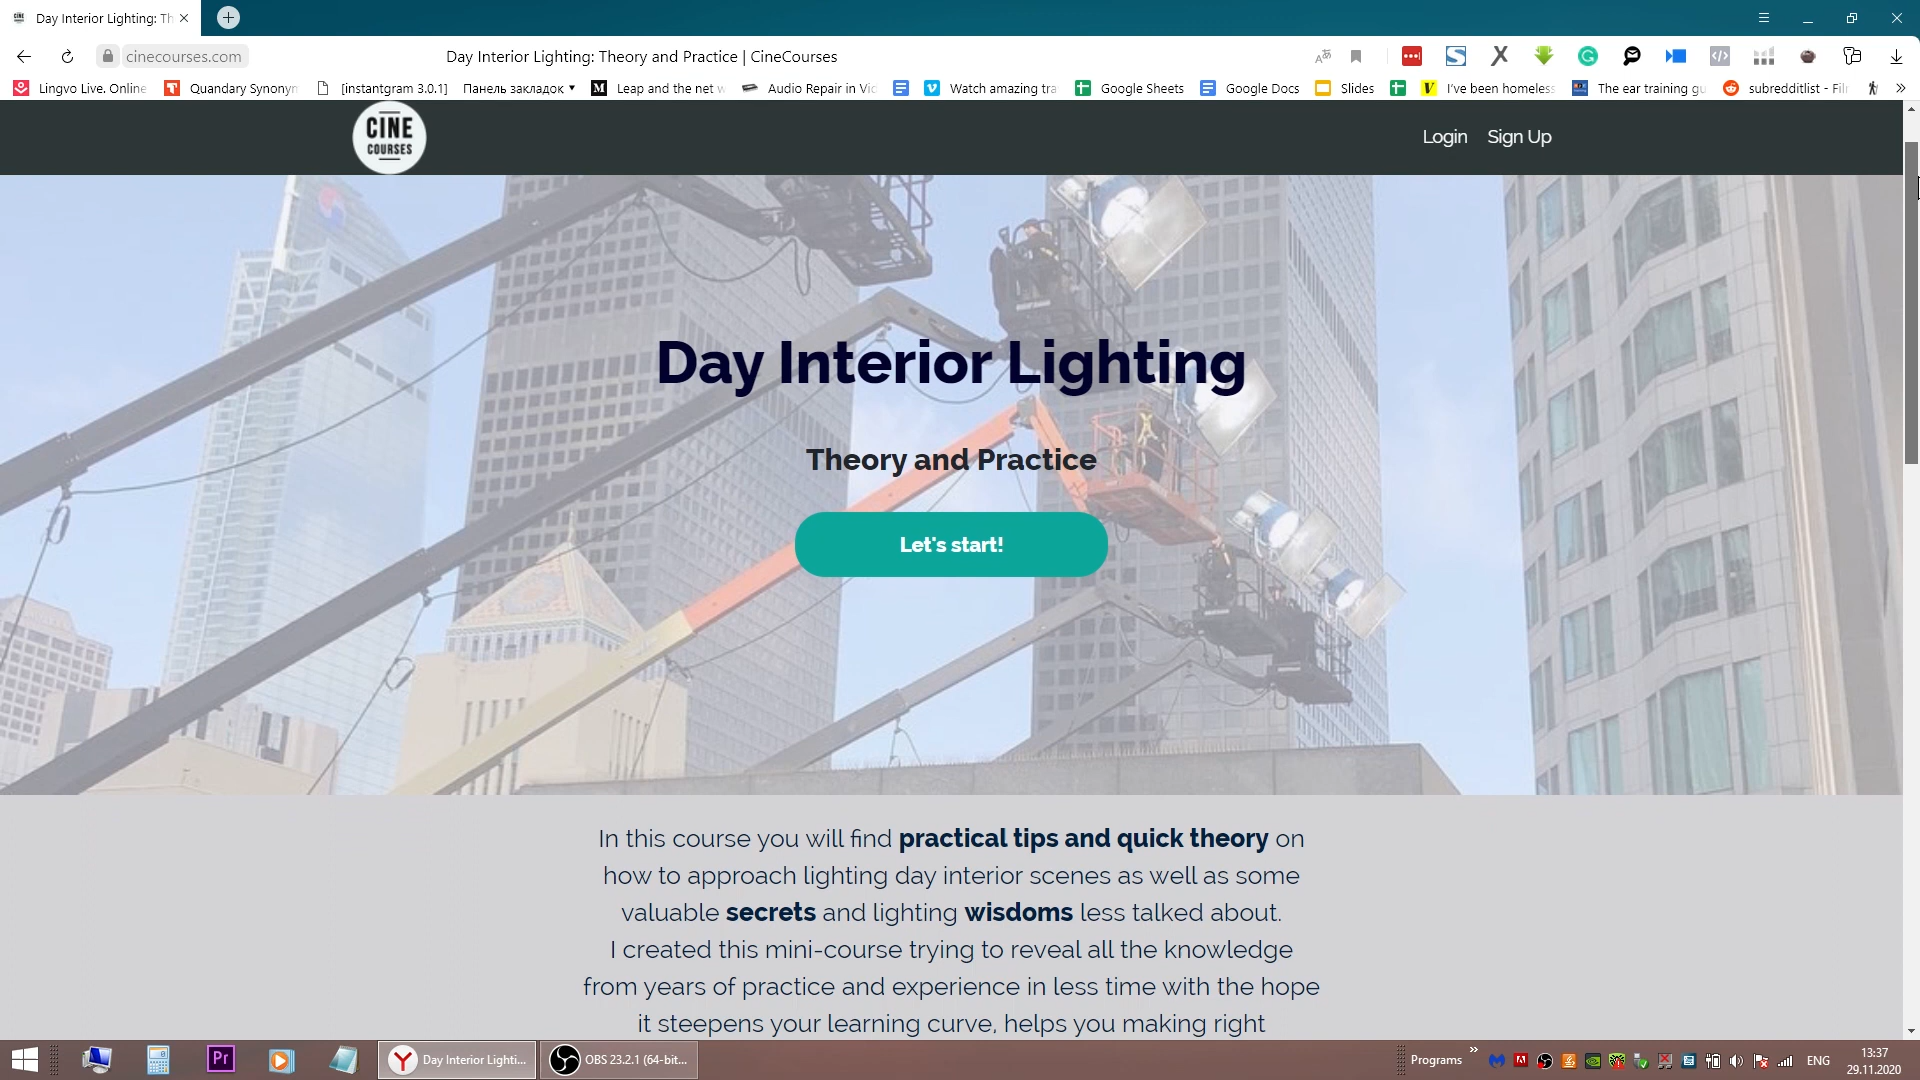 Day Interior Lighting: Th
cinecourses.com
Day Interior Lighting: Theory and Practice | CineCourses
Lingvo Live. Online
Quandary Synonyn
[instantgram 3.0.1]
Панель закладок
Leap and the net w
Audio Repair in Vic
Watch amazing tra
Google Sheets
Google Docs
Slides
I've been homeless
The ear training gu
subredditlist - Filr
CINE
COURSES
Login
Sign Up
Day Interior Lighting
Theory and Practice
Let's start!
In this course you will find practical tips and quick theory on
how to approach lighting day interior scenes as well as some
valuable secrets and lighting wisdoms less talked about.
I created this mini-course trying to reveal all the knowledge
from years of practice and experience in less time with the hope
it steepens your learning curve, helps you making right
Pr
Day Interior Lighti...
OBS 23.2.1 (64-bit...
Programs
ENG
13:37
29.11.2020